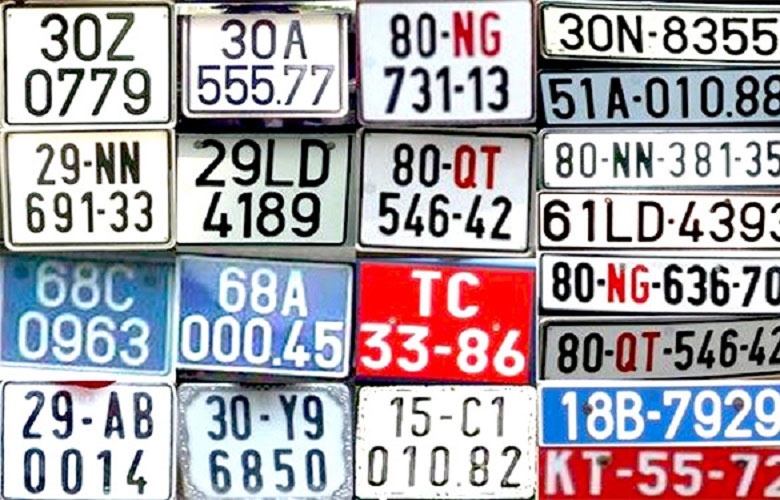 30Z
0779
30A
555.77
80-NG
731-13
30N-8355
51A-010.88
29-NN
691-33
29LD
4189
80-QT
546-42
80-NN-381-35
61LD-4393
68C
0963
68A
000.45
TC
33-86
80-NG-636-70
80-QT-546-42
29-AB
0014
30-Y9
6850
15-C1
010.82
18B-7929
KT-55-72